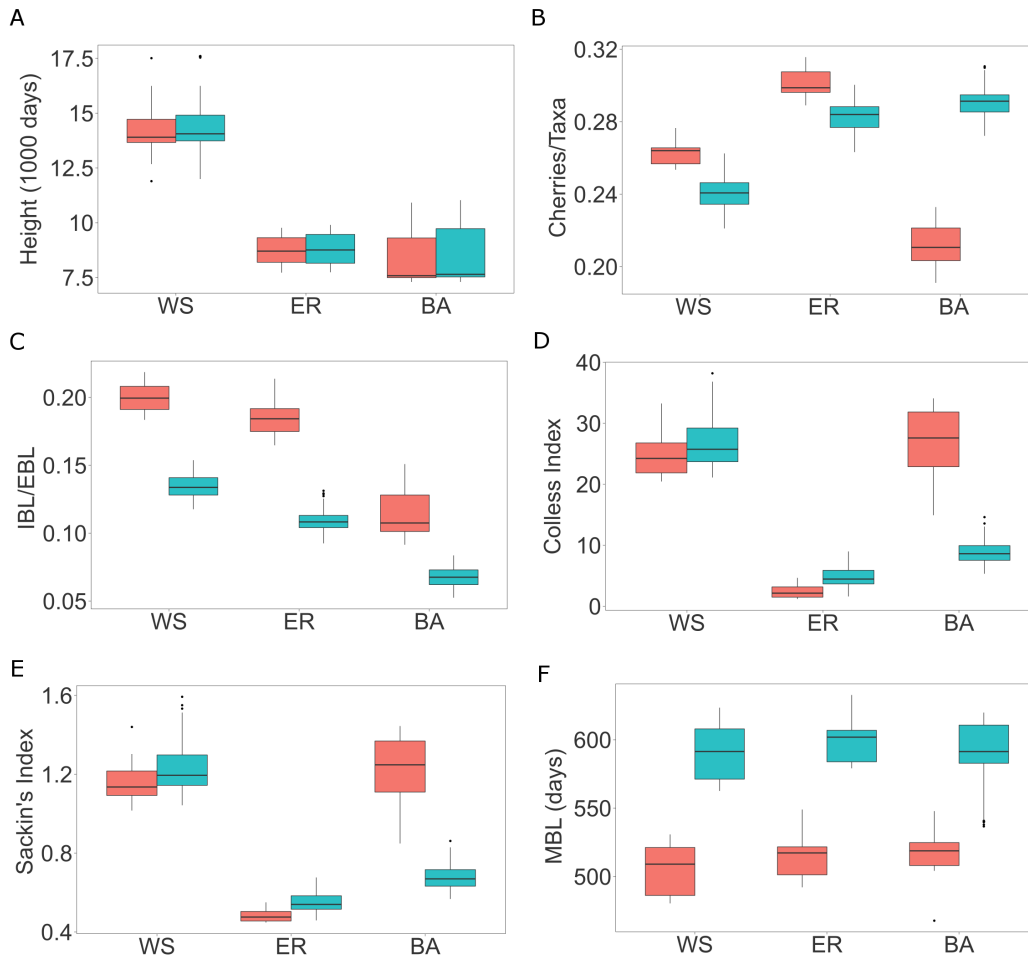 A
Height (1000 days)
17.5
15
12.5
10
7.5
WS ER BA
B
Cherries/Taxa
0.32
0.28
0.24
0.20
WS ER BA
C
IBL/EBL
0.20
0.15
0.10
0.05
WS ER BA
D
Colless Index
40
30
20
10
0
WS ER BA
E
Sackin's Index
1.6
1.2
0.8
0.4
WS ER BA
F
MBL (days)
600
550
500
WS ER BA